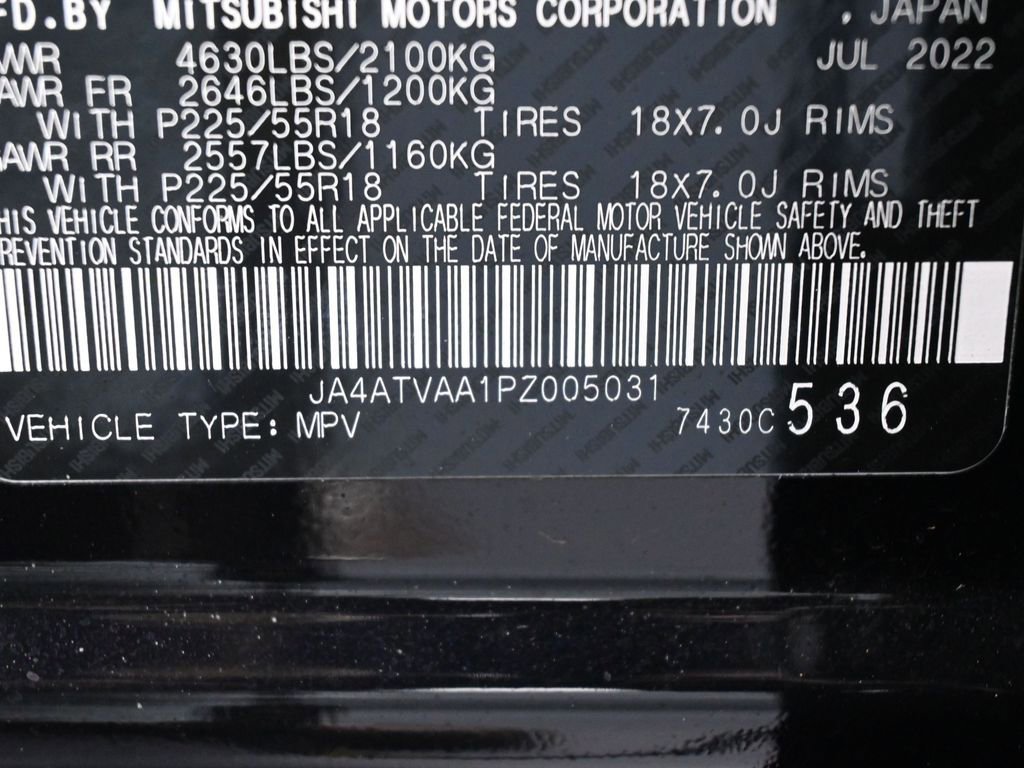 FD.BY MITSUBISHI MOTORS CORPORATION , JAPAN
VWR 4630LBS/2100KG JUL 2022
AWR FR 2646LBS/1200KG
WITH P225/55R18 TIRES 18X7.0J RIMS
AWR RR 2557LBS/1160KG
WITH P225/55R18 TIRES 18X7.0J RIMS
HIS VEHICLE CONFORMS TO ALL APPLICABLE FEDERAL MOTOR VEHICLE SAFETY AND THEFT
REVENTION STANDARDS IN EFFECT ON THE DATE OF MANUFACTURE SHOWN ABOVE.
JA4ATVAA1PZ005031
VEHICLE TYPE: MPV 7430C 536